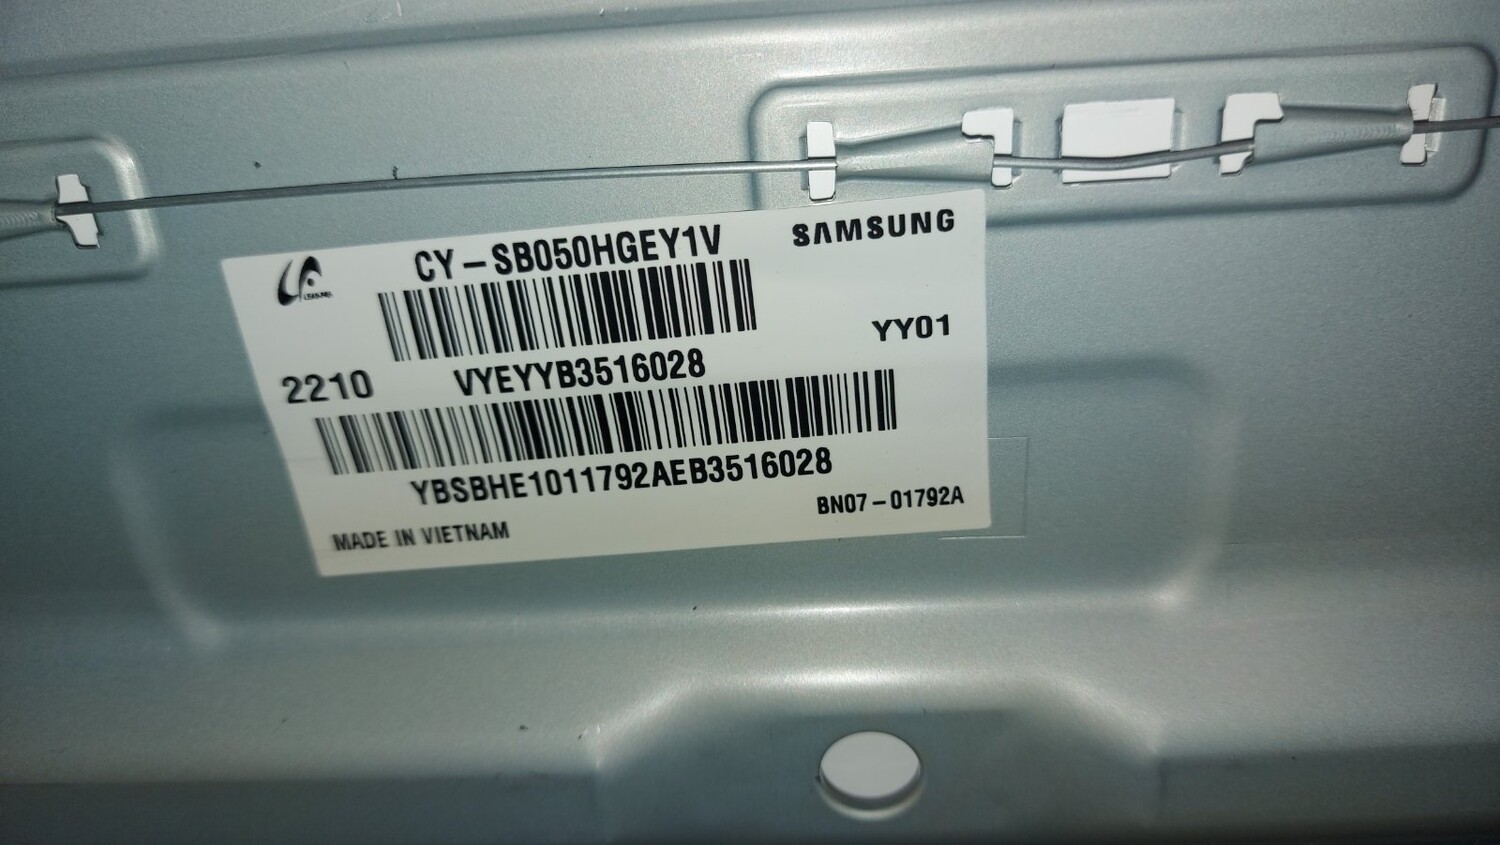 SAMSUNG
CY-SB050HGEY1V
YY01
2210
VYEYYB3516028
YBSBHE1011792AEB3516028
BN07-01792A
MADE IN VIETNAM